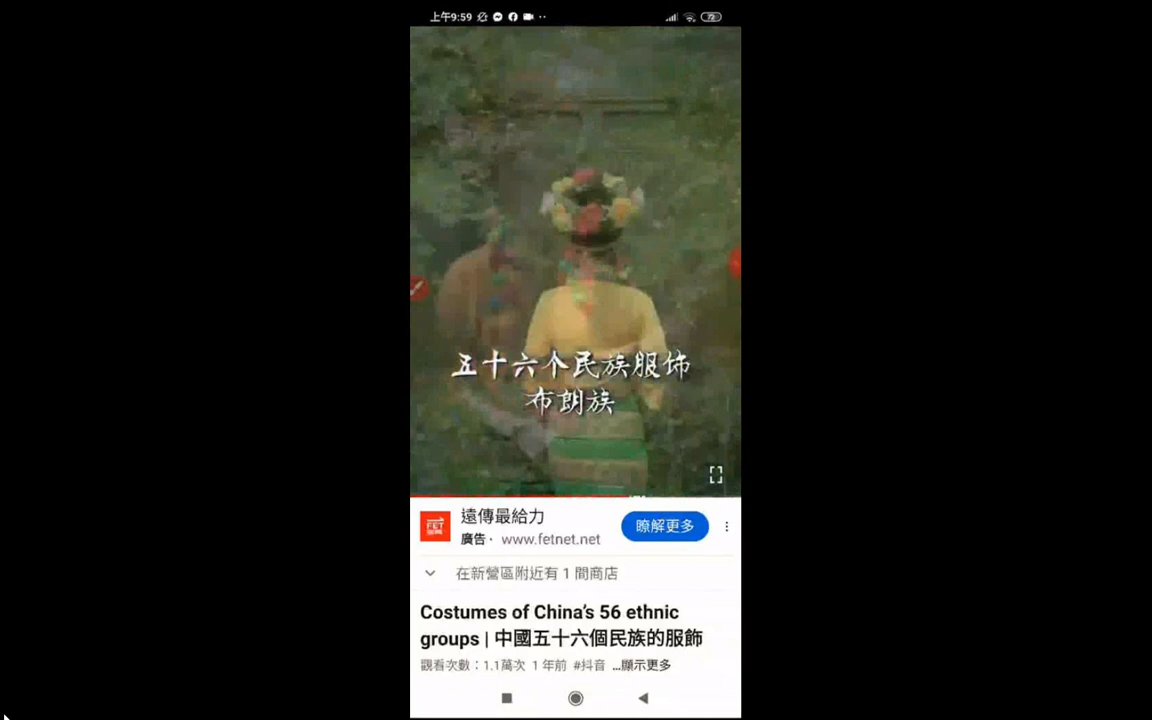 上午9:59
72
五十六个民族服饰
布朗族
遠傳最給力
廣告· www.fetnet.net
瞭解更多
FET
在新營區附近有 1 間商店
Costumes of China's 56 ethnic
groups | 中國五十六個民族的服飾
觀看次數：1.1萬次 1 年前 #抖音 ...顯示更多